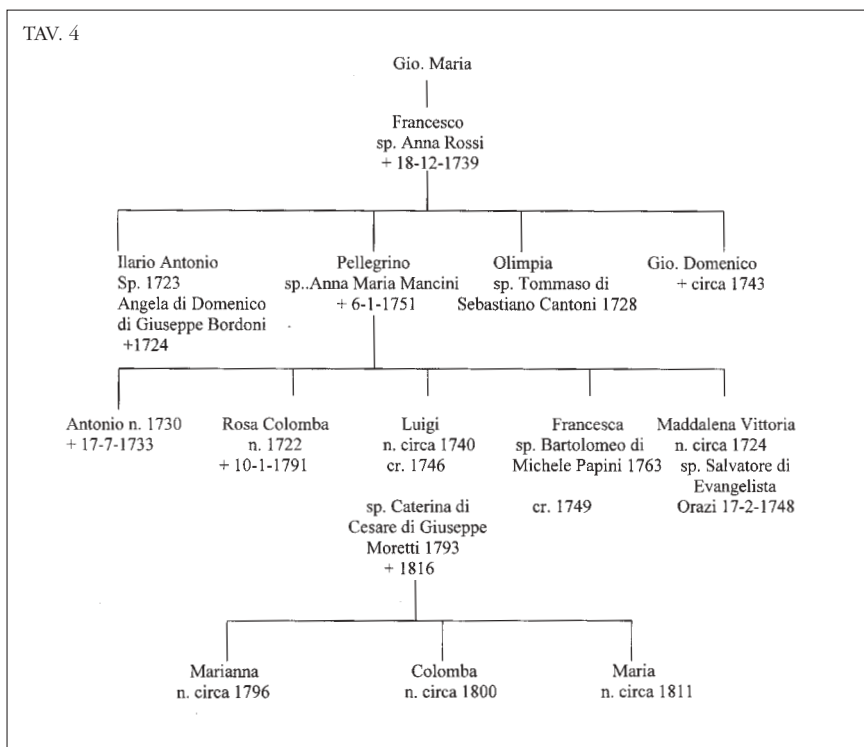 TAV. 4
Gio. Maria
Francesco
sp. Anna Rossi
+ 18-12-1739
Ilario Antonio
Sp. 1723
Angela di Domenico
di Giuseppe Bordoni
+1724
Pellegrino
sp..Anna Maria Mancini
+ 6-1-1751
Olimpia
sp. Tommaso di
Sebastiano Cantoni 1728
Gio. Domenico
+ circa 1743
Antonio n. 1730
+ 17-7-1733
Rosa Colomba
n. 1722
+ 10-1-1791
Luigi
n. circa 1740
cr. 1746
sp. Caterina di
Cesare di Giuseppe
Moretti 1793
+ 1816
Francesca
sp. Bartolomeo di
Michele Papini 1763
cr. 1749
Maddalena Vittoria
n. circa 1724
sp. Salvatore di
Evangelista
Orazi 17-2-1748
Marianna
n. circa 1796
Colomba
n. circa 1800
Maria
n. circa 1811